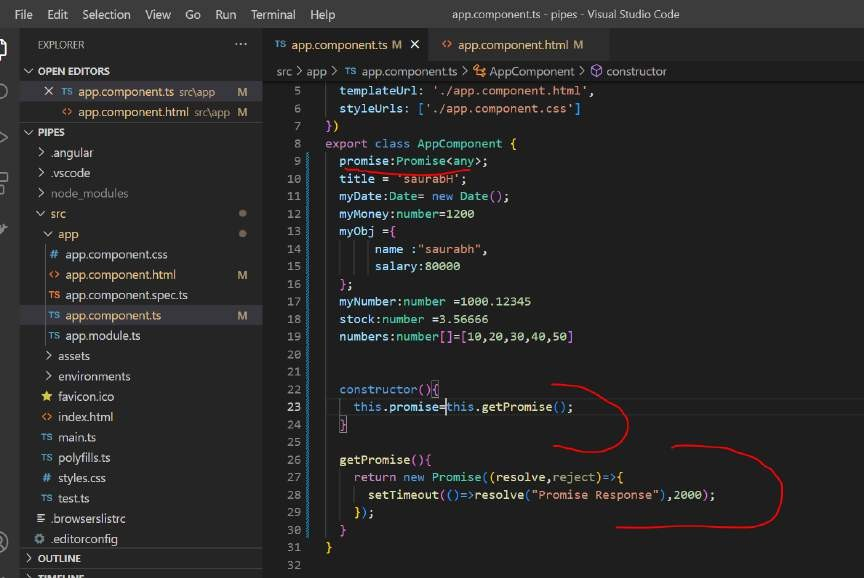 File Edit Selection View Go Run Terminal Help app.component.ts - pipes - Visual Studio Code
EXPLORER ...
OPEN EDITORS
TS app.component.ts src\app M
<> app.component.html src\app M
PIPES
.angular
.vscode
node_modules
src
app
# app.component.css
<> app.component.html M
TS app.component.spec.ts
TS app.component.ts M
TS app.module.ts
assets
environments
favicon.ico
<> index.html
TS main.ts
TS polyfills.ts
# styles.css
TS test.ts
.browserslistrc
.editorconfig
OUTLINE
TIMELINE
TS app.component.ts M
<> app.component.html M
src > app > TS app.component.ts > AppComponent > constructor
5 templateUrl: './app.component.html',
6 styleUrls: ['./app.component.css']
7 })
8 export class AppComponent {
9 promise:Promise<any>;
10 title = 'saurabH';
11 myDate:Date= new Date();
12 myMoney:number=1200
13 myObj ={
14 name :"saurabh",
15 salary:80000
16 };
17 myNumber:number =1000.12345
18 stock:number =3.56666
19 numbers:number[]=[10,20,30,40,50]
20
21
22 constructor(){
23 this.promise=this.getPromise();
24 }
25
26 getPromise(){
27 return new Promise((resolve,reject)=>{
28 setTimeout(()=>resolve("Promise Response"),2000);
29 });
30 }
31 }
32